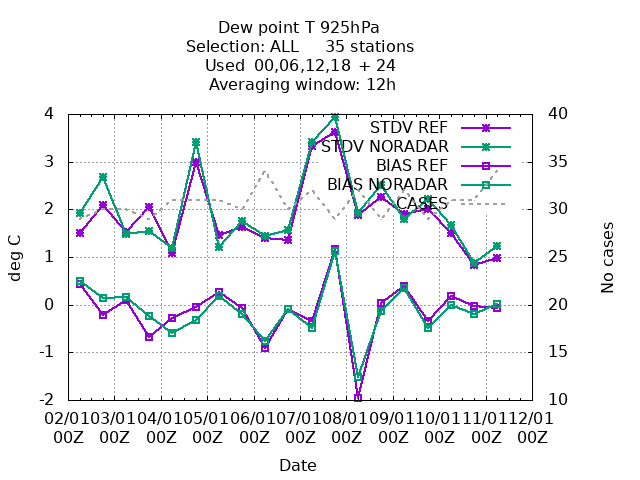 Dew point T 925hPa
Selection: ALL     35 stations
Used  00,06,12,18  + 24
Averaging window: 12h
4
3
2
1
0
-1
-2
deg C
40
35
30
25
20
15
10
No cases
STDV REF
STDV NORADAR
BIAS REF
BIAS NORADAR
CASES
02/01 03/01 04/01 05/01 06/01 07/01 08/01 09/01 10/01 11/01 12/01
00Z 00Z 00Z 00Z 00Z 00Z 00Z 00Z 00Z 00Z 00Z
Date